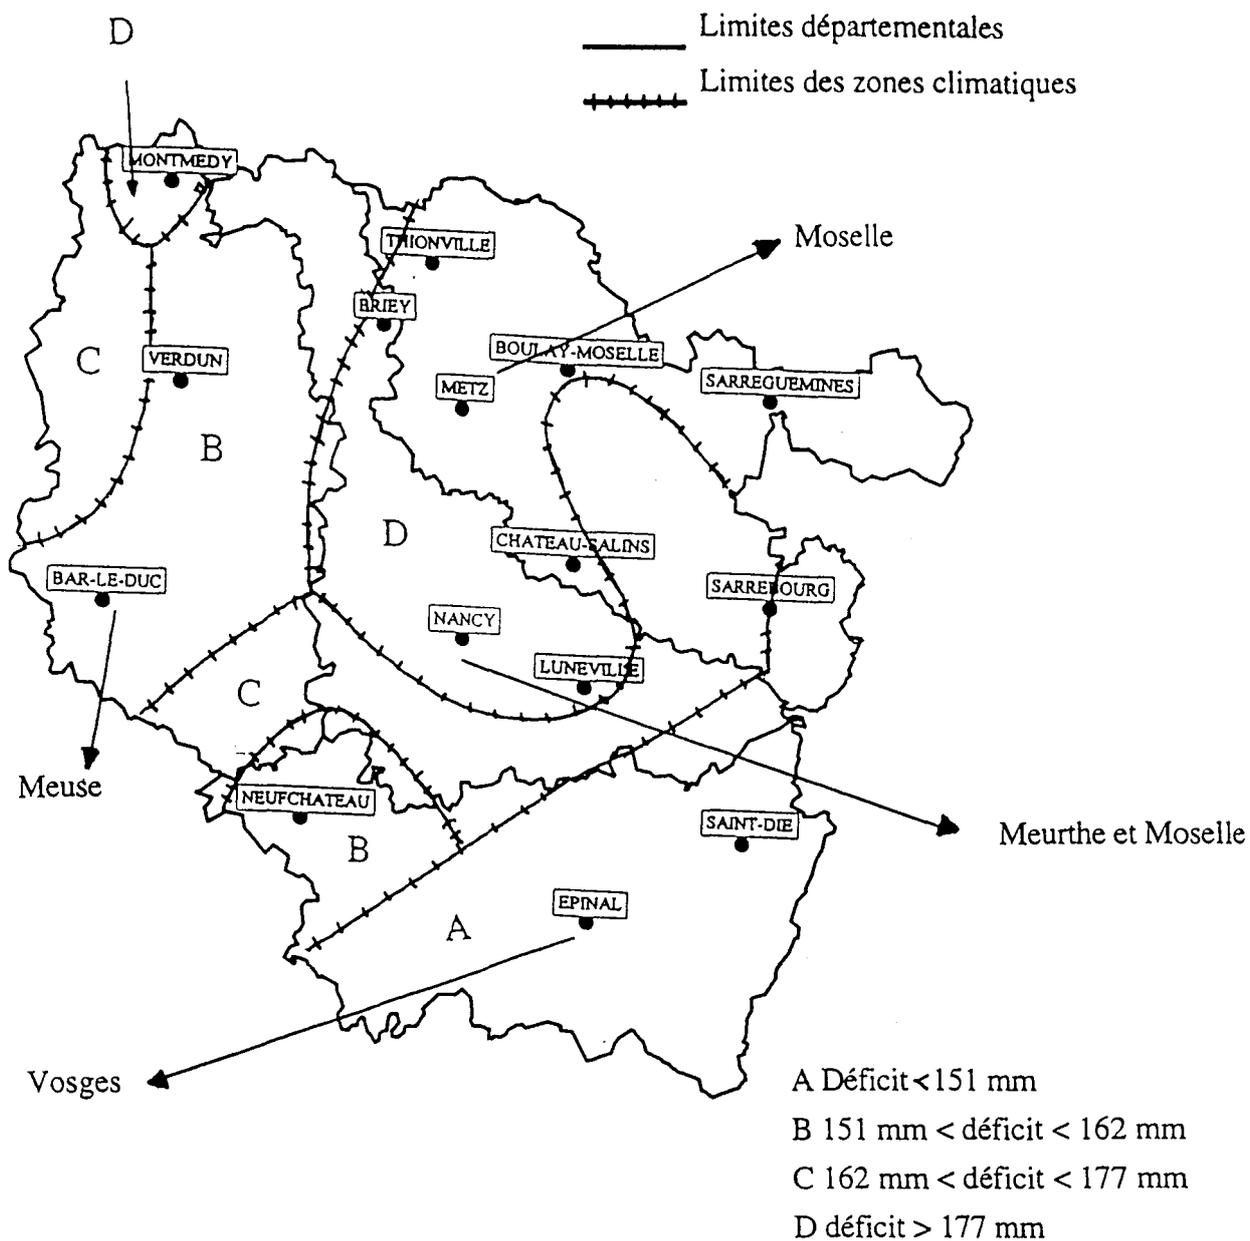 D
Limites départementales
Limites des zones climatiques
MONTMEDY
THIONVILLE
Moselle
BRIEY
C
VERDUN
BOULAY-MOSELLE
METZ
SARREGUEMINES
B
D
CHATEAU-SALINS
BAR-LE-DUC
SARREBOURG
NANCY
LUNEVILLE
C
Meuse
NEUFCHATEAU
SAINT-DIE
Meurthe et Moselle
B
EPINAL
A
Vosges
A Déficit<151 mm
B 151 mm < déficit < 162 mm
C 162 mm < déficit < 177 mm
D déficit > 177 mm